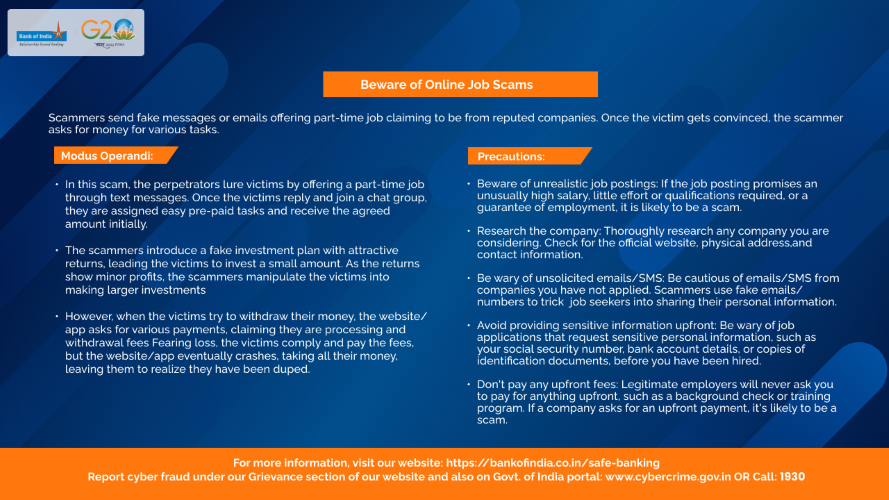 Bank of India
Relationship beyond banking
G20
भारत 2023 INDIA
Beware of Online Job Scams
Scammers send fake messages or emails offering part-time job claiming to be from reputed companies. Once the victim gets convinced, the scammer
asks for money for various tasks.
Modus Operandi:
• In this scam, the perpetrators lure victims by offering a part-time job
through text messages. Once the victims reply and join a chat group,
they are assigned easy pre-paid tasks and receive the agreed
amount initially.
• The scammers introduce a fake investment plan with attractive
returns, leading the victims to invest a small amount. As the returns
show minor profits, the scammers manipulate the victims into
making larger investments
• However, when the victims try to withdraw their money, the website/
app asks for various payments, claiming they are processing and
withdrawal fees Fearing loss, the victims comply and pay the fees,
but the website/app eventually crashes, taking all their money,
leaving them to realize they have been duped.
Precautions:
• Beware of unrealistic job postings: If the job posting promises an
unusually high salary, little effort or qualifications required, or a
guarantee of employment, it is likely to be a scam.
• Research the company: Thoroughly research any company you are
considering. Check for the official website, physical address,and
contact information.
• Be wary of unsolicited emails/SMS: Be cautious of emails/SMS from
companies you have not applied. Scammers use fake emails/
numbers to trick job seekers into sharing their personal information.
• Avoid providing sensitive information upfront: Be wary of job
applications that request sensitive personal information, such as
your social security number, bank account details, or copies of
identification documents, before you have been hired.
• Don't pay any upfront fees: Legitimate employers will never ask you
to pay for anything upfront, such as a background check or training
program. If a company asks for an upfront payment, it's likely to be a
scam.
For more information, visit our website: https://bankofindia.co.in/safe-banking
Report cyber fraud under our Grievance section of our website and also on Govt. of India portal: www.cybercrime.gov.in OR Call: 1930